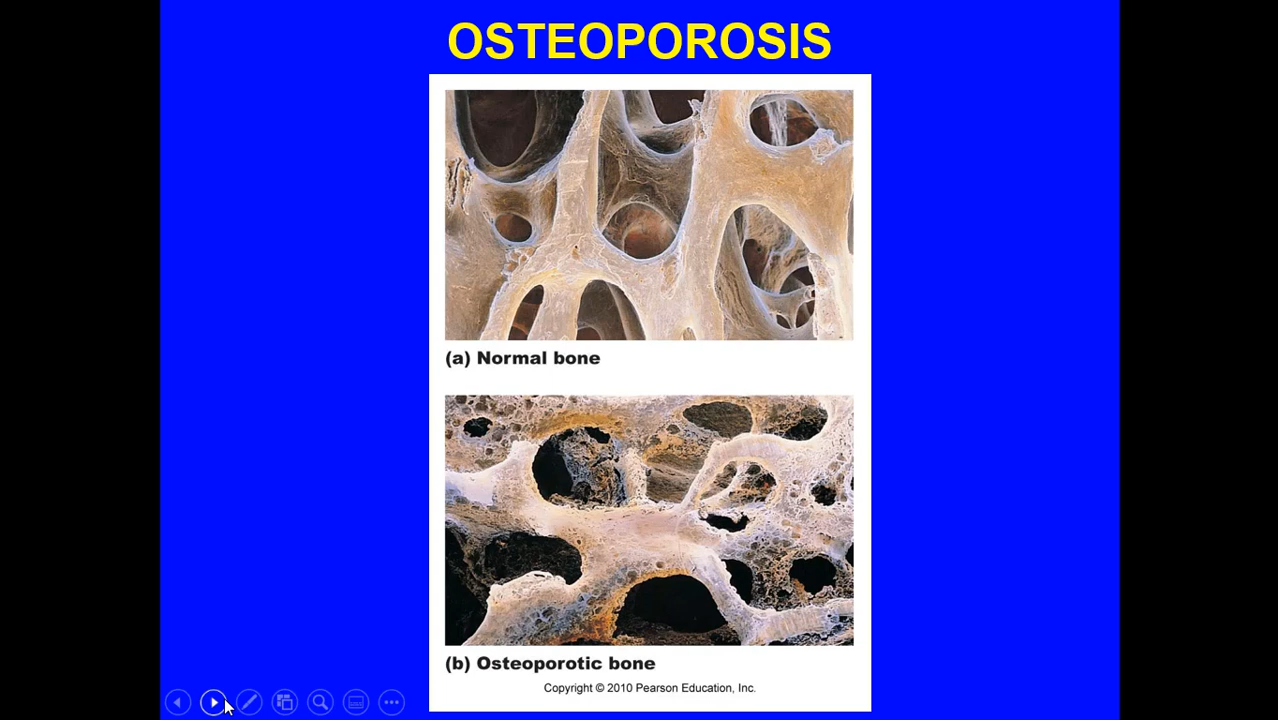 OSTEOPOROSIS
(a) Normal bone
(b) Osteoporotic bone
Copyright © 2010 Pearson Education, Inc.